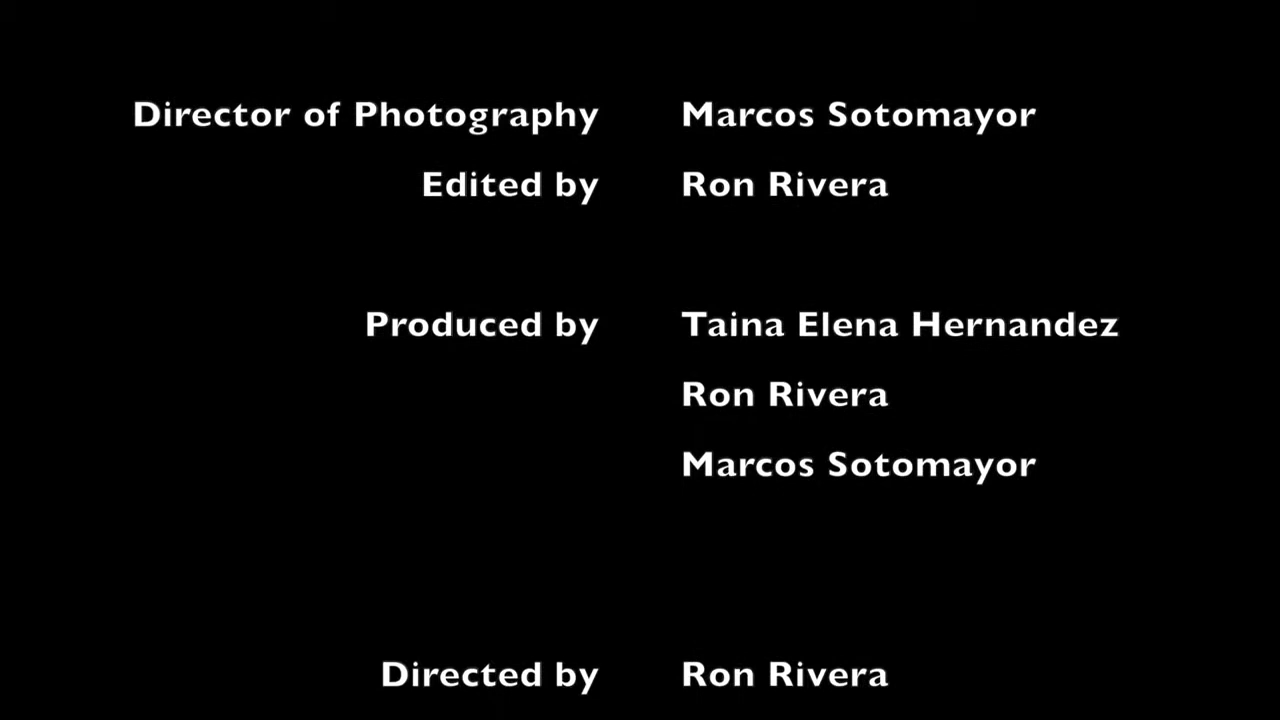 Director of Photography Marcos Sotomayor
Edited by Ron Rivera
Produced by Taina Elena Hernandez
Ron Rivera
Marcos Sotomayor
Directed by Ron Rivera